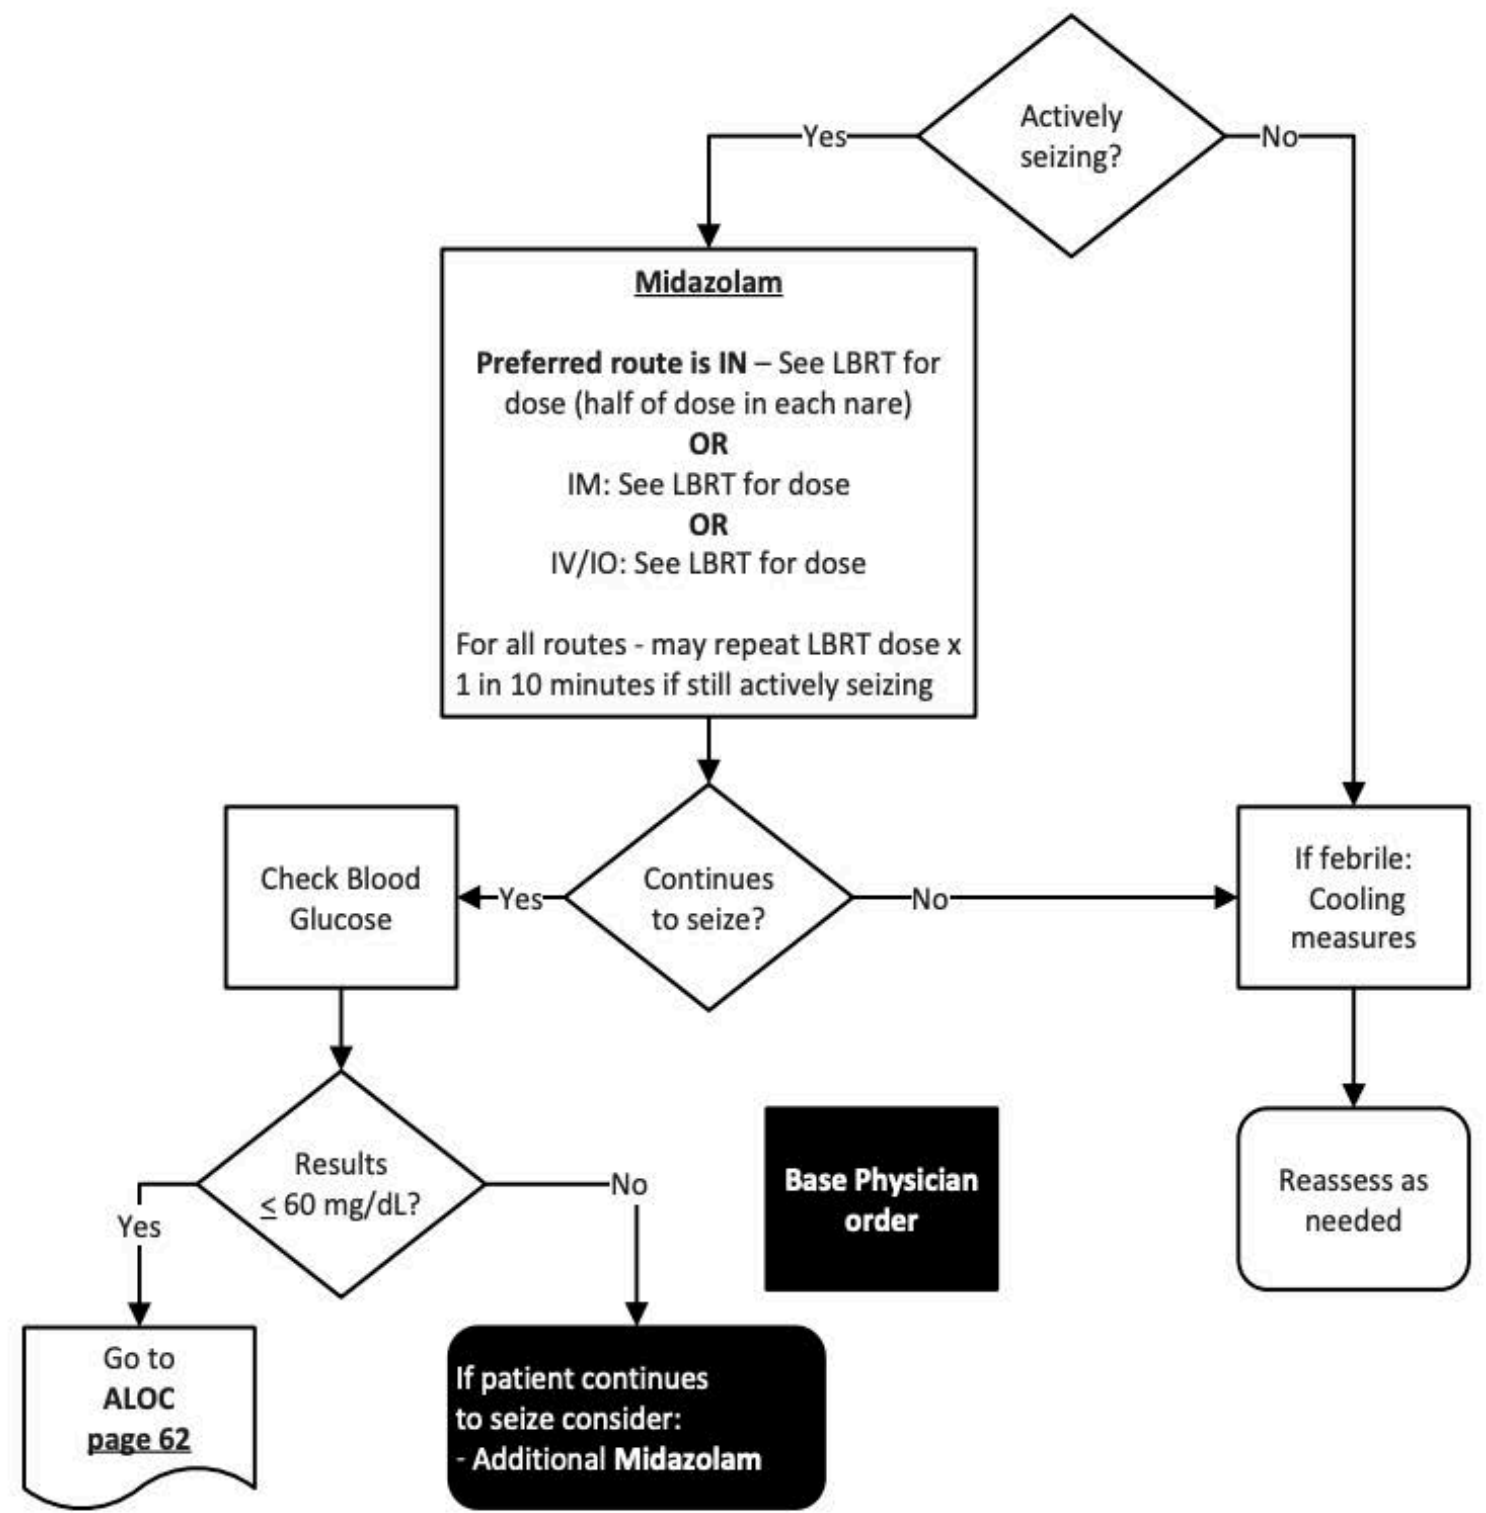 Actively
seizing?
Yes
No
Midazolam
Preferred route is IN – See LBRT for
dose (half of dose in each nare)
OR
IM: See LBRT for dose
OR
IV/IO: See LBRT for dose
For all routes - may repeat LBRT dose x
1 in 10 minutes if still actively seizing
Check Blood
Glucose
Yes
Continues
to seize?
No
If febrile:
Cooling
measures
Results
≤ 60 mg/dL?
Yes
No
Base Physician
order
Reassess as
needed
Go to
ALOC
page 62
If patient continues
to seize consider:
- Additional Midazolam